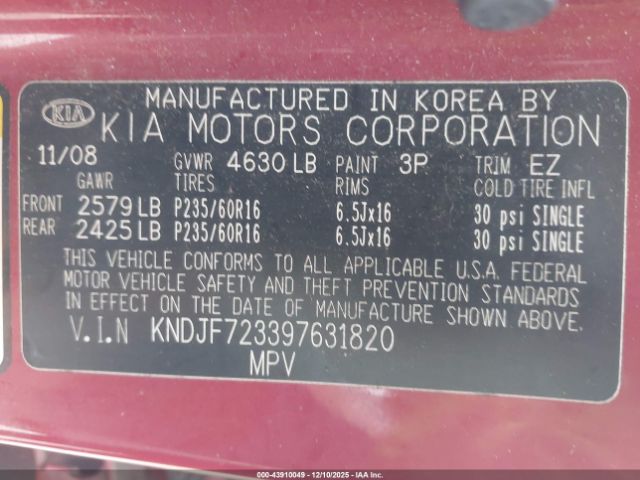 KIA
MANUFACTURED IN KOREA BY
KIA MOTORS CORPORATION
11/08 GVWR 4630 LB PAINT 3P TRIM EZ
GAWR TIRES RIMS COLD TIRE INFL
FRONT 2579 LB P235/60R16 6.5Jx16 30 psi SINGLE
REAR 2425 LB P235/60R16 6.5Jx16 30 psi SINGLE
THIS VEHICLE CONFORMS TO ALL APPLICABLE U.S.A. FEDERAL
MOTOR VEHICLE SAFETY AND THEFT PREVENTION STANDARDS
IN EFFECT ON THE DATE OF MANUFACTURE SHOWN ABOVE.
V.I.N KNDJF723397631820
MPV
000-43910049 - 12/10/2025 - IAAI.COM